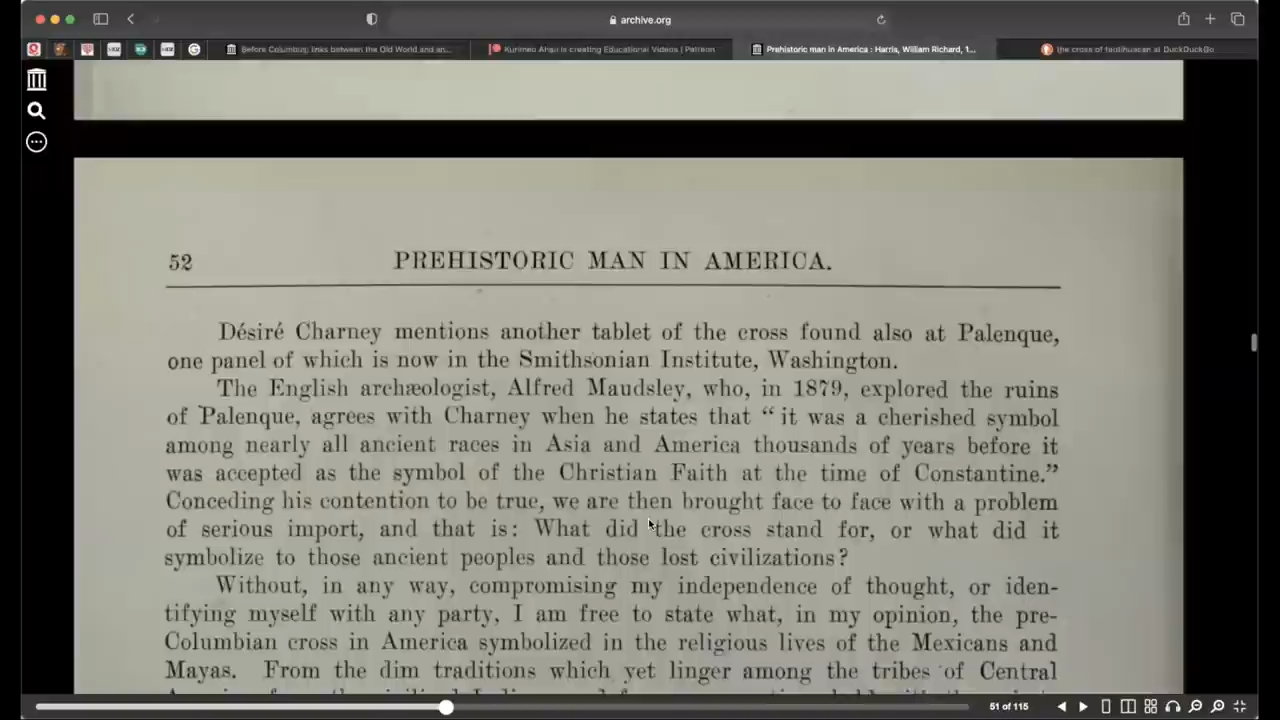 archive.org
Before Columbus: links between the Old World and an...
Kurimeo Ahau is creating Educational Videos | Patreon
Prehistoric man in America : Harris, William Richard, 1...
the cross of teotihuacan at DuckDuckGo
52
PREHISTORIC MAN IN AMERICA.
Désiré Charney mentions another tablet of the cross found also at Palenque,
one panel of which is now in the Smithsonian Institute, Washington.
The English archæologist, Alfred Maudsley, who, in 1879, explored the ruins
of Palenque, agrees with Charney when he states that “ it was a cherished symbol
among nearly all ancient races in Asia and America thousands of years before it
was accepted as the symbol of the Christian Faith at the time of Constantine.”
Conceding his contention to be true, we are then brought face to face with a problem
of serious import, and that is: What did the cross stand for, or what did it
symbolize to those ancient peoples and those lost civilizations?
Without, in any way, compromising my independence of thought, or iden-
tifying myself with any party, I am free to state what, in my opinion, the pre-
Columbian cross in America symbolized in the religious lives of the Mexicans and
Mayas. From the dim traditions which yet linger among the tribes of Central
51 of 115